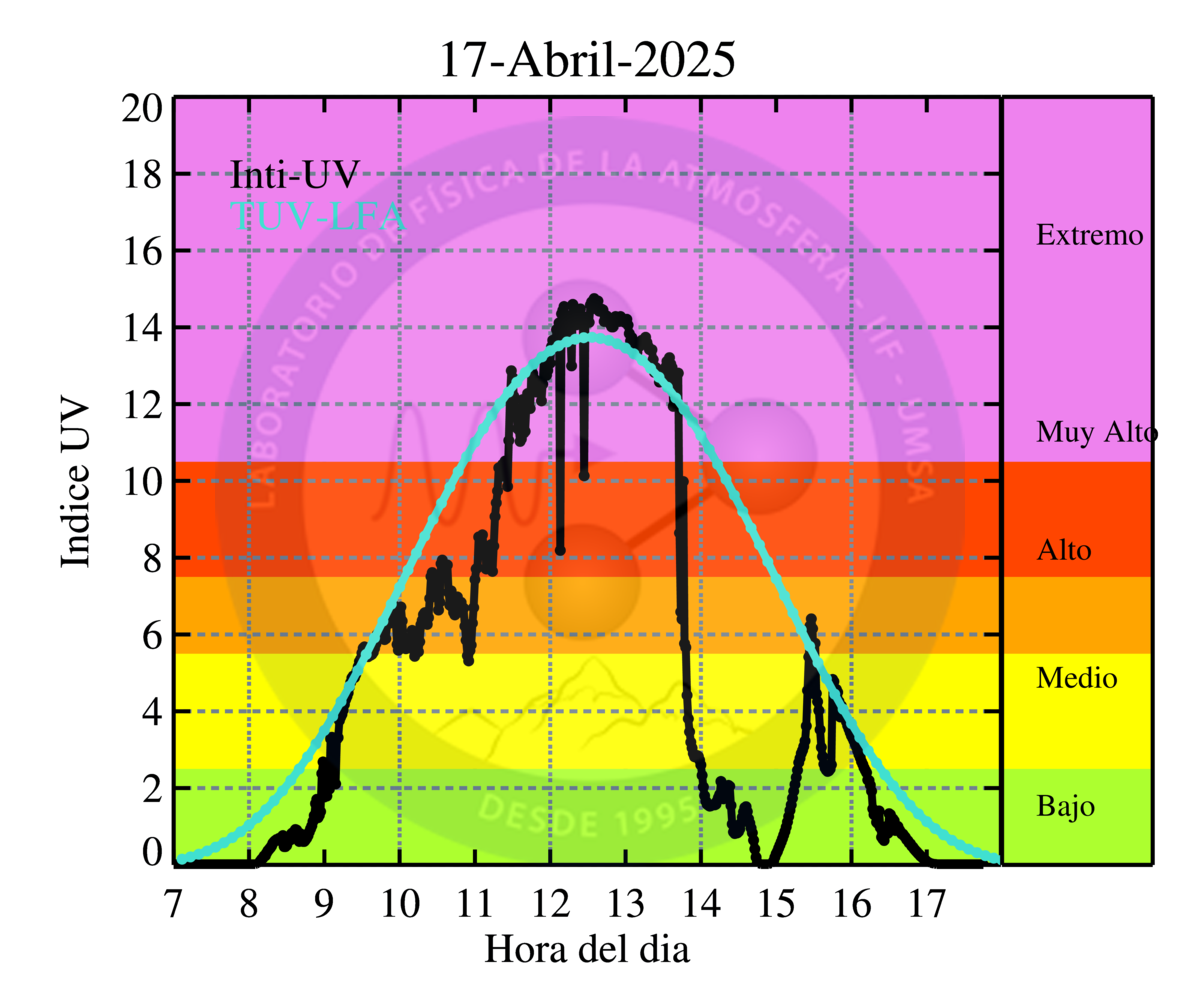 17-Abril-2025
20
18
16
14
12
10
8
6
4
2
0
Indice UV
Inti-UV
TUV-LFA
LABORATORIO DE FÍSICA DE LA ATMÓSFERA - IIF - UMSA
DESDE 1995
Extremo
Muy Alto
Alto
Medio
Bajo
7 8 9 10 11 12 13 14 15 16 17
Hora del dia